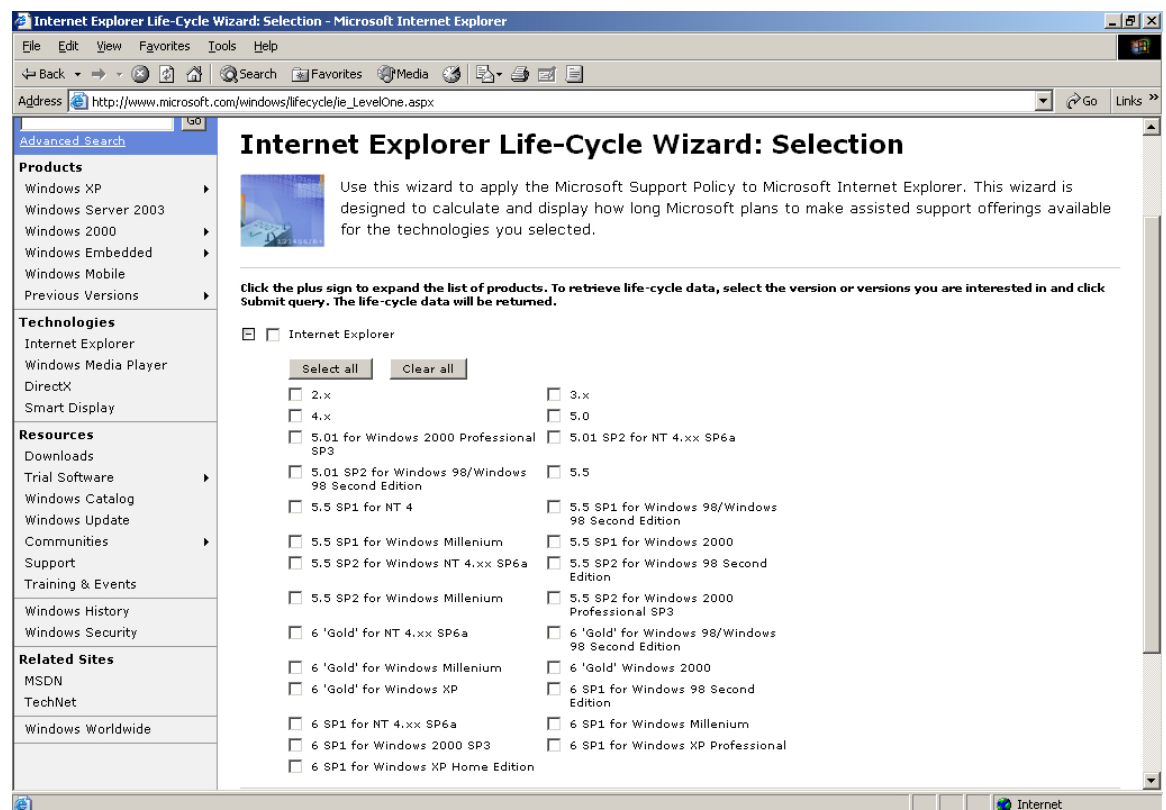 Internet Explorer Life-Cycle Wizard: Selection - Microsoft Internet Explorer
File Edit View Favorites Tools Help
Back Search Favorites Media
Address http://www.microsoft.com/windows/lifecycle/ie_LevelOne.aspx Go Links »
Go
Advanced Search
Products
Windows XP
Windows Server 2003
Windows 2000
Windows Embedded
Windows Mobile
Previous Versions
Technologies
Internet Explorer
Windows Media Player
DirectX
Smart Display
Resources
Downloads
Trial Software
Windows Catalog
Windows Update
Communities
Support
Training & Events
Windows History
Windows Security
Related Sites
MSDN
TechNet
Windows Worldwide
Internet Explorer Life-Cycle Wizard: Selection
Use this wizard to apply the Microsoft Support Policy to Microsoft Internet Explorer. This wizard is
designed to calculate and display how long Microsoft plans to make assisted support offerings available
for the technologies you selected.
Click the plus sign to expand the list of products. To retrieve life-cycle data, select the version or versions you are interested in and click
Submit query. The life-cycle data will be returned.
Internet Explorer
Select all Clear all
2.x
3.x
4.x
5.0
5.01 for Windows 2000 Professional
SP3
5.01 SP2 for NT 4.xx SP6a
5.01 SP2 for Windows 98/Windows
98 Second Edition
5.5
5.5 SP1 for NT 4
5.5 SP1 for Windows 98/Windows
98 Second Edition
5.5 SP1 for Windows Millenium
5.5 SP1 for Windows 2000
5.5 SP2 for Windows NT 4.xx SP6a
5.5 SP2 for Windows 98 Second
Edition
5.5 SP2 for Windows Millenium
5.5 SP2 for Windows 2000
Professional SP3
6 'Gold' for NT 4.xx SP6a
6 'Gold' for Windows 98/Windows
98 Second Edition
6 'Gold' for Windows Millenium
6 'Gold' Windows 2000
6 'Gold' for Windows XP
6 SP1 for Windows 98 Second
Edition
6 SP1 for NT 4.xx SP6a
6 SP1 for Windows Millenium
6 SP1 for Windows 2000 SP3
6 SP1 for Windows XP Professional
6 SP1 for Windows XP Home Edition
Internet